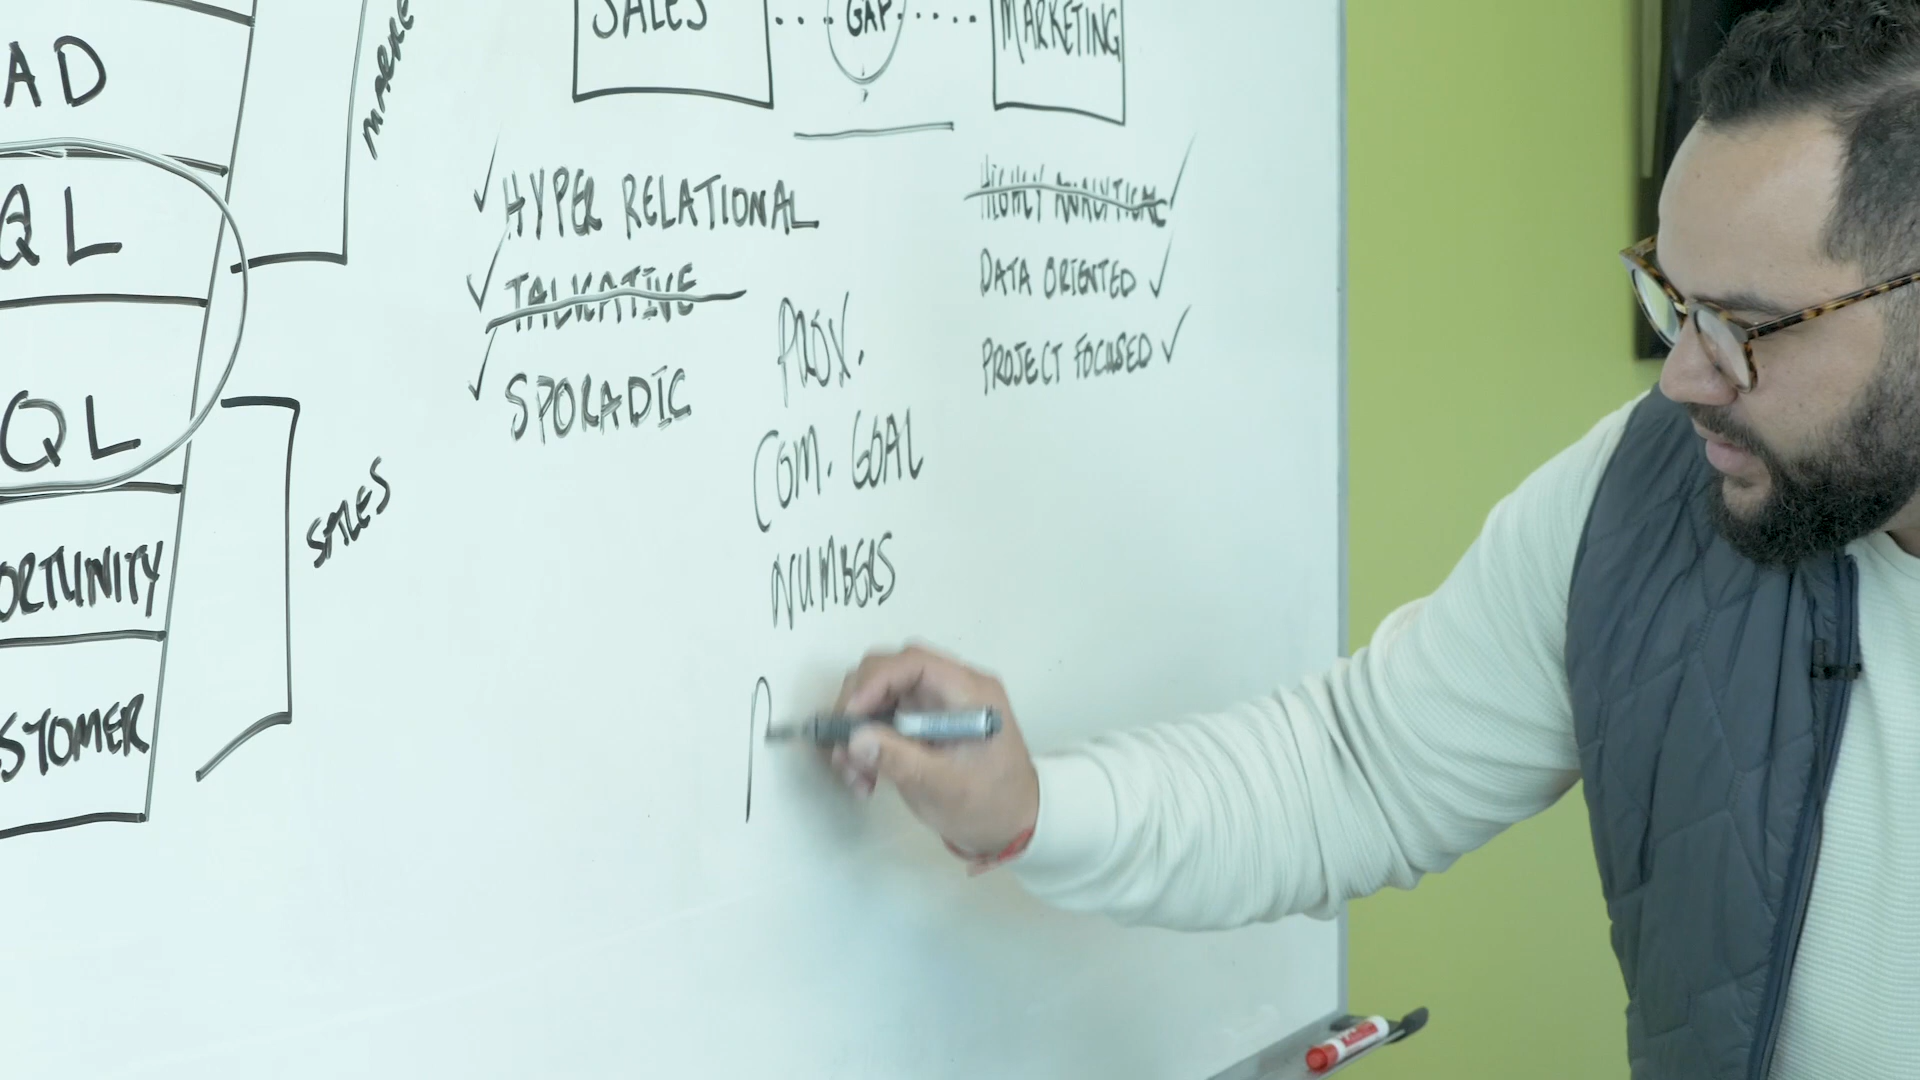 AD
QL
QL
ORTUNITY
STOMER
MARKE
SALES
SALES
GAP
MARKETING
HYPER RELATIONAL
TALKATIVE
SPORADIC
HIGHLY ANALYTICAL
DATA ORIENTED
PROJECT FOCUSED
PROX.
COM. GOAL
NUMBERS